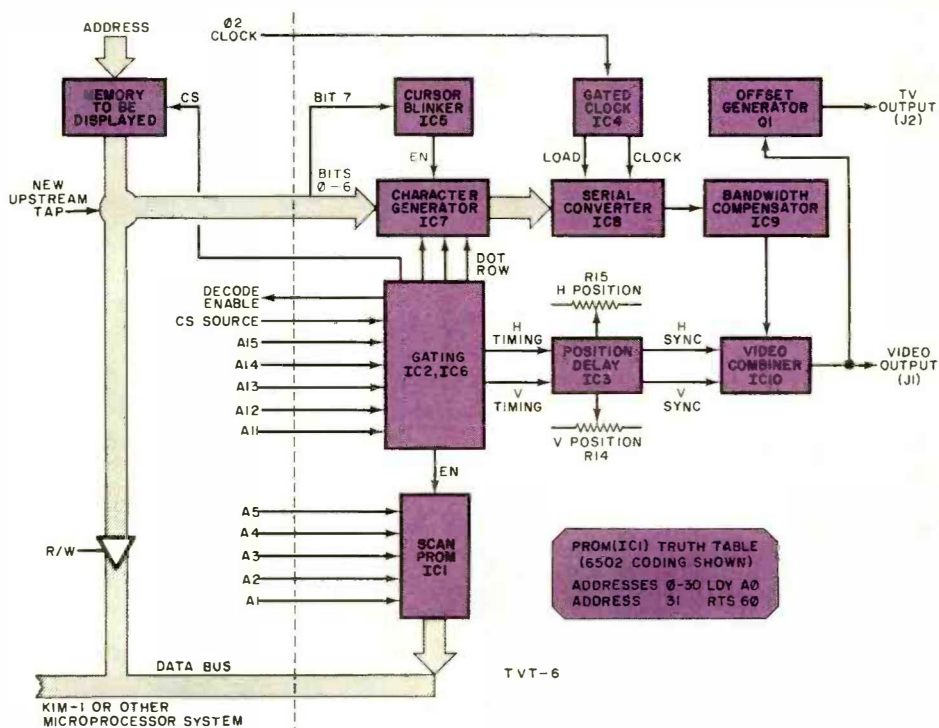 ADDRESS
Ø2
CLOCK
MEMORY
TO BE
DISPLAYED
CS
BIT 7
CURSOR
BLINKER
IC5
GATED
CLOCK
IC4
OFFSET
GENERATOR
Q1
TV
OUTPUT
(J2)
EN
LOAD
CLOCK
NEW
UPSTREAM
TAP
BITS
Ø-6
CHARACTER
GENERATOR
IC7
SERIAL
CONVERTER
IC8
BANDWIDTH
COMPENSATOR
IC9
DOT
ROW
DECODE
ENABLE
CS SOURCE
A15
A14
A13
A12
A11
GATING
IC2, IC6
R15
H POSITION
H
TIMING
V
TIMING
POSITION
DELAY
IC3
H
SYNC
V
SYNC
VIDEO
COMBINER
IC10
VIDEO
OUTPUT
(J1)
V POSITION
R14
EN
A5
A4
A3
A2
A1
SCAN
PROM
IC1
R/W
PROM(IC1) TRUTH TABLE
(6502 CODING SHOWN)
ADDRESSES Ø-30 LDY AØ
ADDRESS 31 RTS 6Ø
DATA BUS
TVT-6
KIM-1 OR OTHER
MICROPROCESSOR SYSTEM